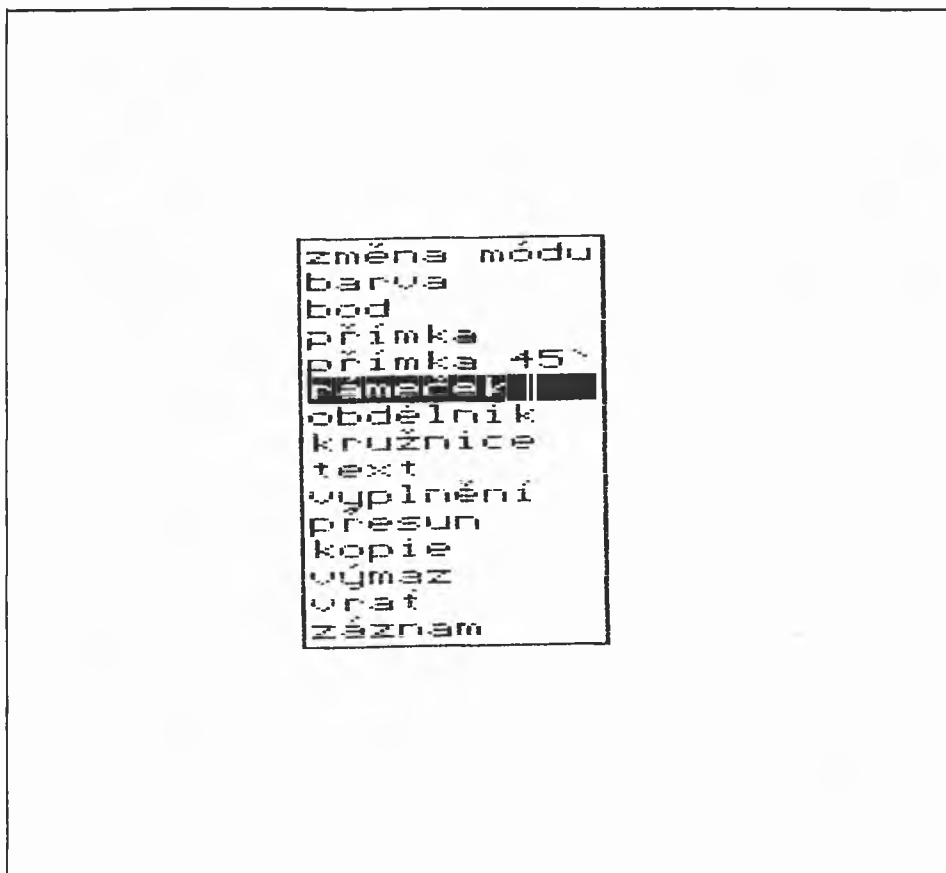 změna módu
barva
bod
přímka
přímka 45`
rámeček
obdélník
kružnice
text
vyplnění
přesun
kopie
výmaz
vrať
záznam